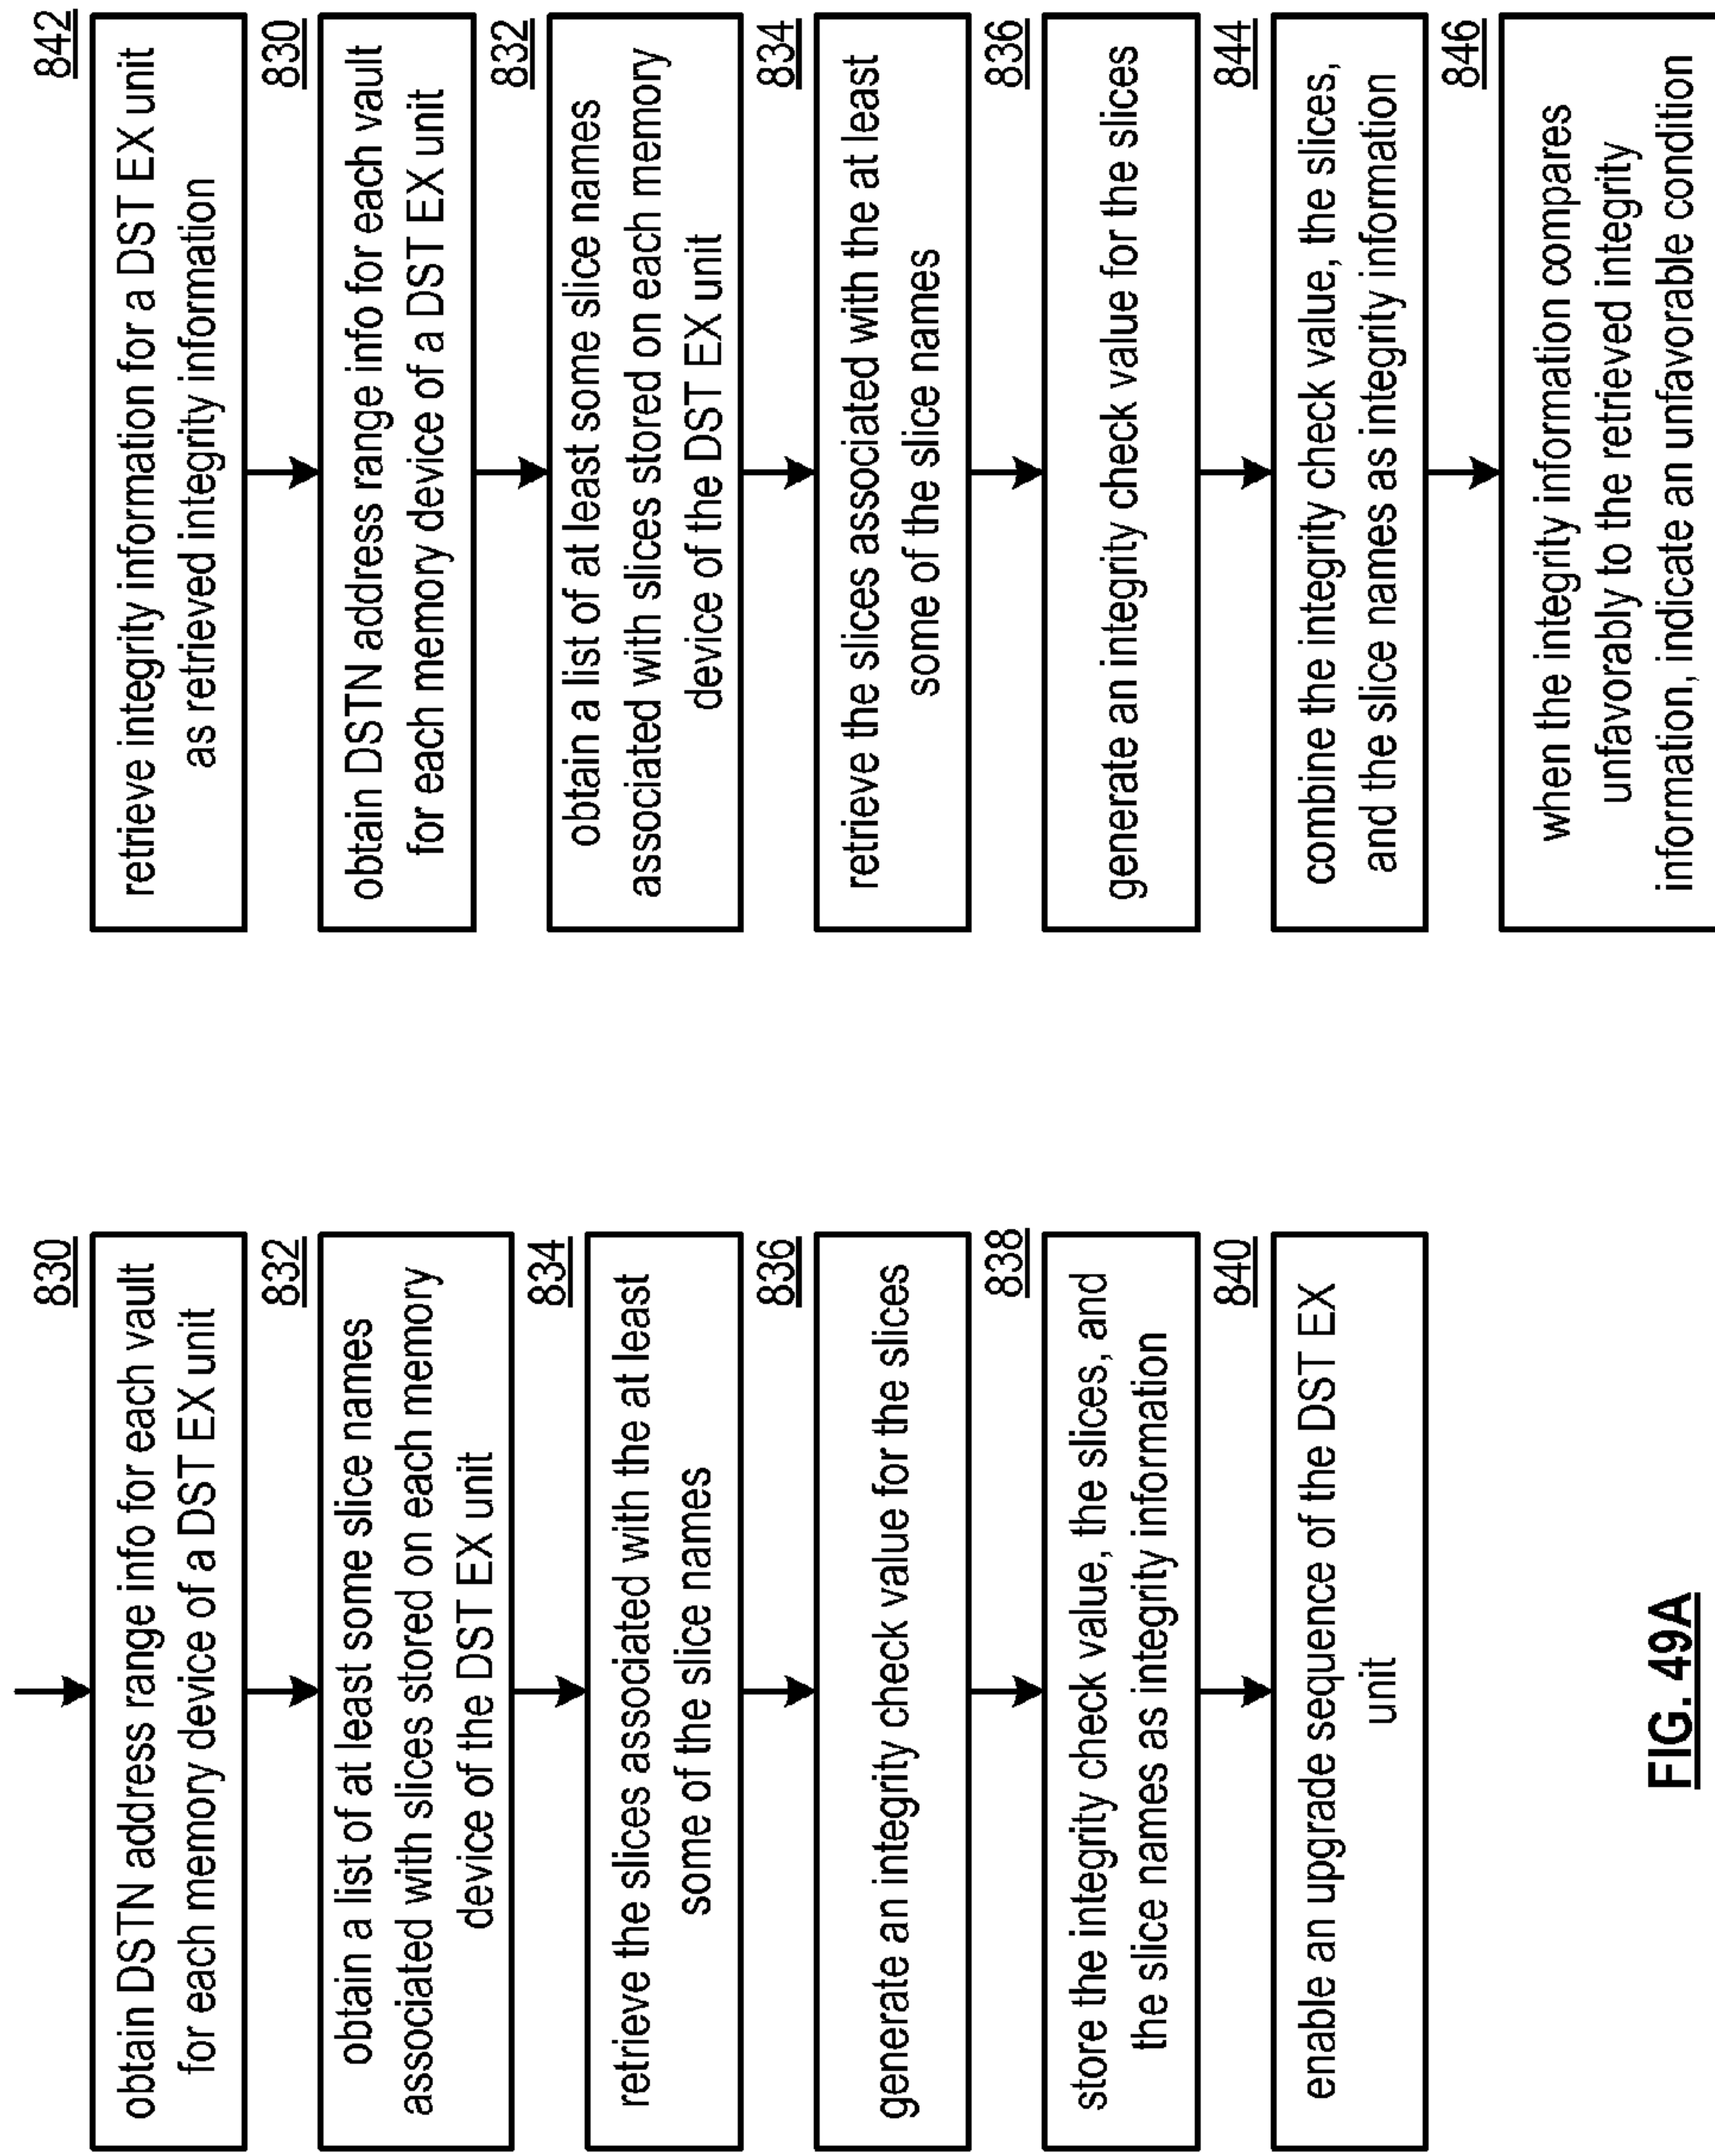 830
obtain DSTN address range info for each vault
for each memory device of a DST EX unit
832
obtain a list of at least some slice names
associated with slices stored on each memory
device of the DST EX unit
834
retrieve the slices associated with the at least
some of the slice names
836
generate an integrity check value for the slices
838
store the integrity check value, the slices, and
the slice names as integrity information
840
enable an upgrade sequence of the DST EX
unit
FIG. 49A
842
retrieve integrity information for a DST EX unit
as retrieved integrity information
830
obtain DSTN address range info for each vault
for each memory device of a DST EX unit
832
obtain a list of at least some slice names
associated with slices stored on each memory
device of the DST EX unit
834
retrieve the slices associated with the at least
some of the slice names
836
generate an integrity check value for the slices
844
combine the integrity check value, the slices,
and the slice names as integrity information
846
when the integrity information compares
unfavorably to the retrieved integrity
information, indicate an unfavorable condition